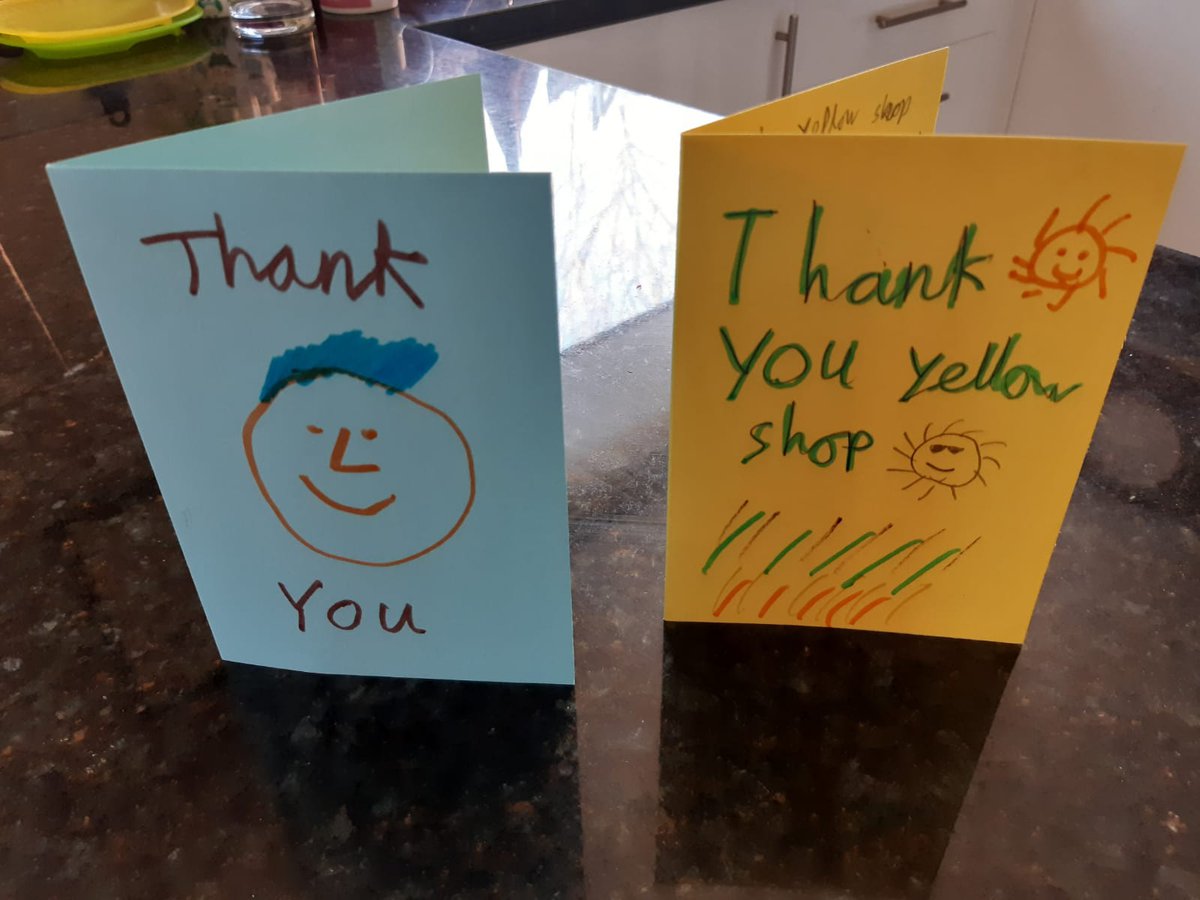 Thank
You
yellow shop
Thank
you yellow
shop